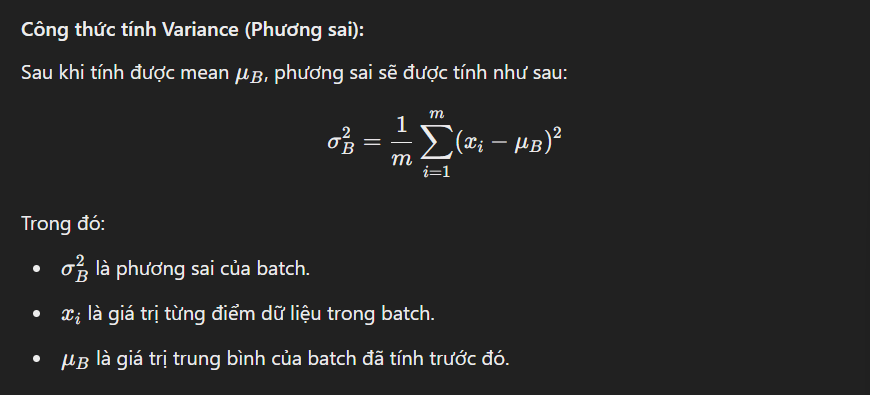 Công thức tính Variance (Phương sai):
Sau khi tính được mean $\mu_B$, phương sai sẽ được tính như sau:
$\sigma_B^2 = \frac{1}{m} \sum_{i=1}^{m} (x_i - \mu_B)^2$
Trong đó:
• $\sigma_B^2$ là phương sai của batch.
• $x_i$ là giá trị từng điểm dữ liệu trong batch.
• $\mu_B$ là giá trị trung bình của batch đã tính trước đó.